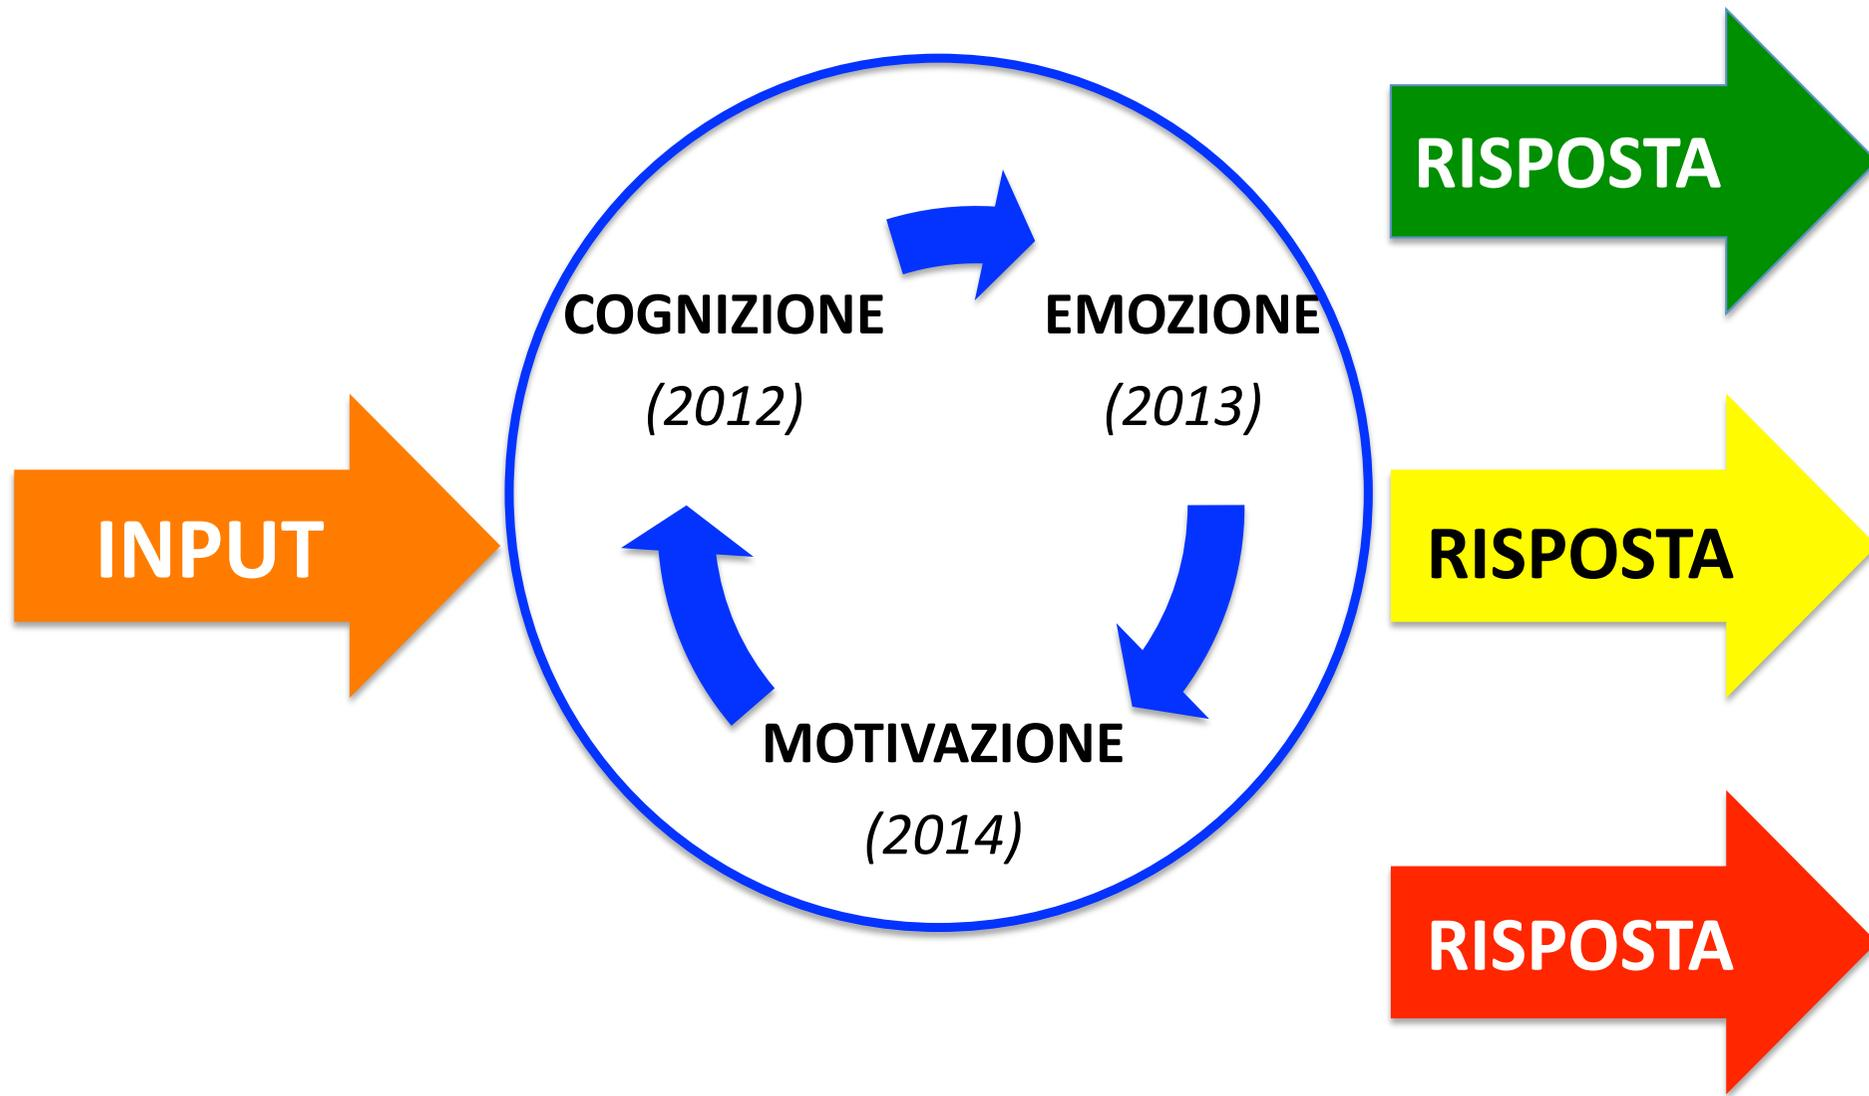 INPUT
COGNIZIONE
(2012)
EMOZIONE
(2013)
MOTIVAZIONE
(2014)
RISPOSTA
RISPOSTA
RISPOSTA